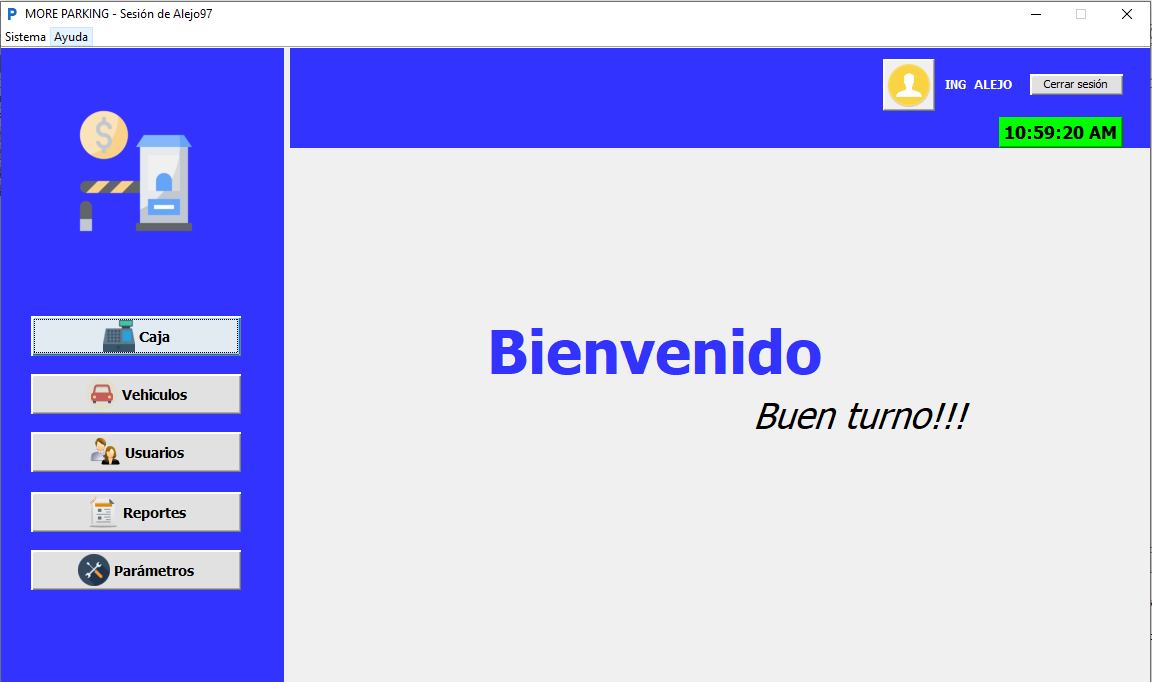 MORE PARKING - Sesión de Alejo97
Sistema Ayuda
ING ALEJO
Cerrar sesión
10:59:20 AM
Caja
Vehiculos
Usuarios
Reportes
Parámetros
Bienvenido
Buen turno!!!